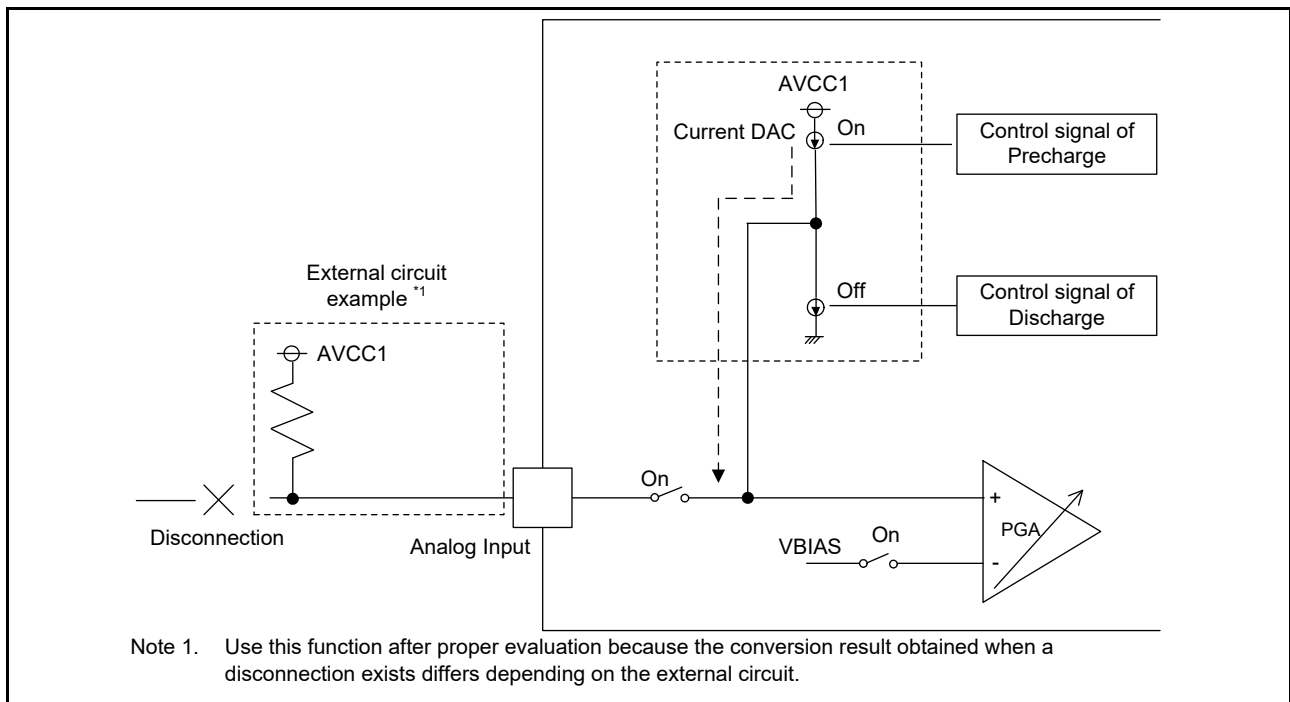 AVCC1
Current DAC
On
Control signal of
Precharge
External circuit
example *1
Off
Control signal of
Discharge
AVCC1
On
+
Disconnection
Analog Input
VBIAS
On
PGA
-
Note 1. Use this function after proper evaluation because the conversion result obtained when a
disconnection exists differs depending on the external circuit.